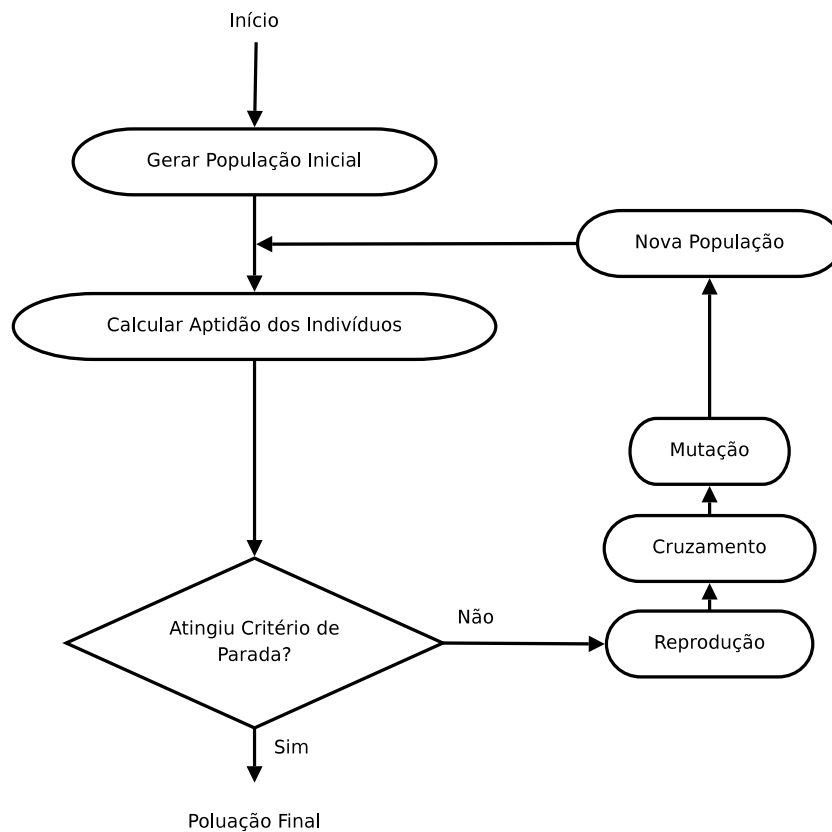 Início
Gerar População Inicial
Nova População
Calcular Aptidão dos Indivíduos
Mutação
Cruzamento
Não
Atingiu Critério de
Parada?
Reprodução
Sim
Poluação Final